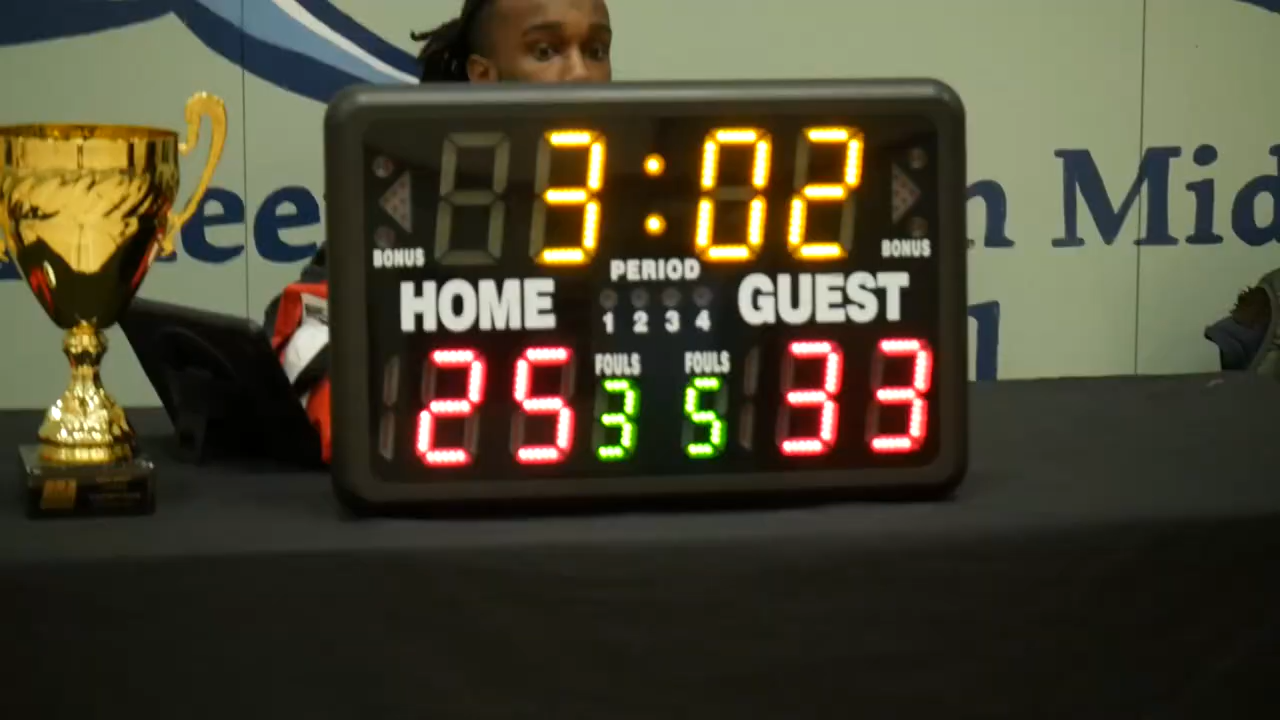 3:02
BONUS
BONUS
PERIOD
HOME
GUEST
1 2 3 4
FOULS
FOULS
25
3
5
33
Mid